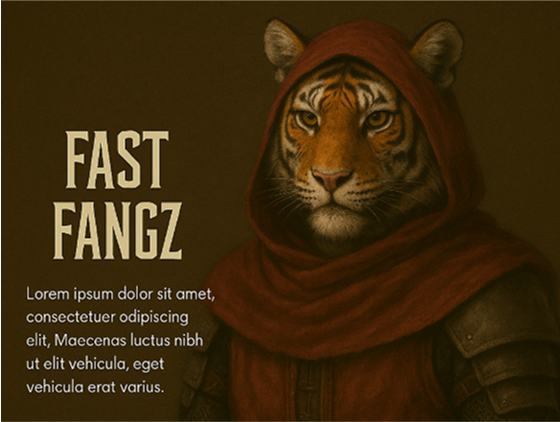 FAST
FANGZ
Lorem ipsum dolor sit amet,
consectetuer odipiscing
elit, Maecenas luctus nibh
ut elit vehicula, eget
vehicula erat varius.